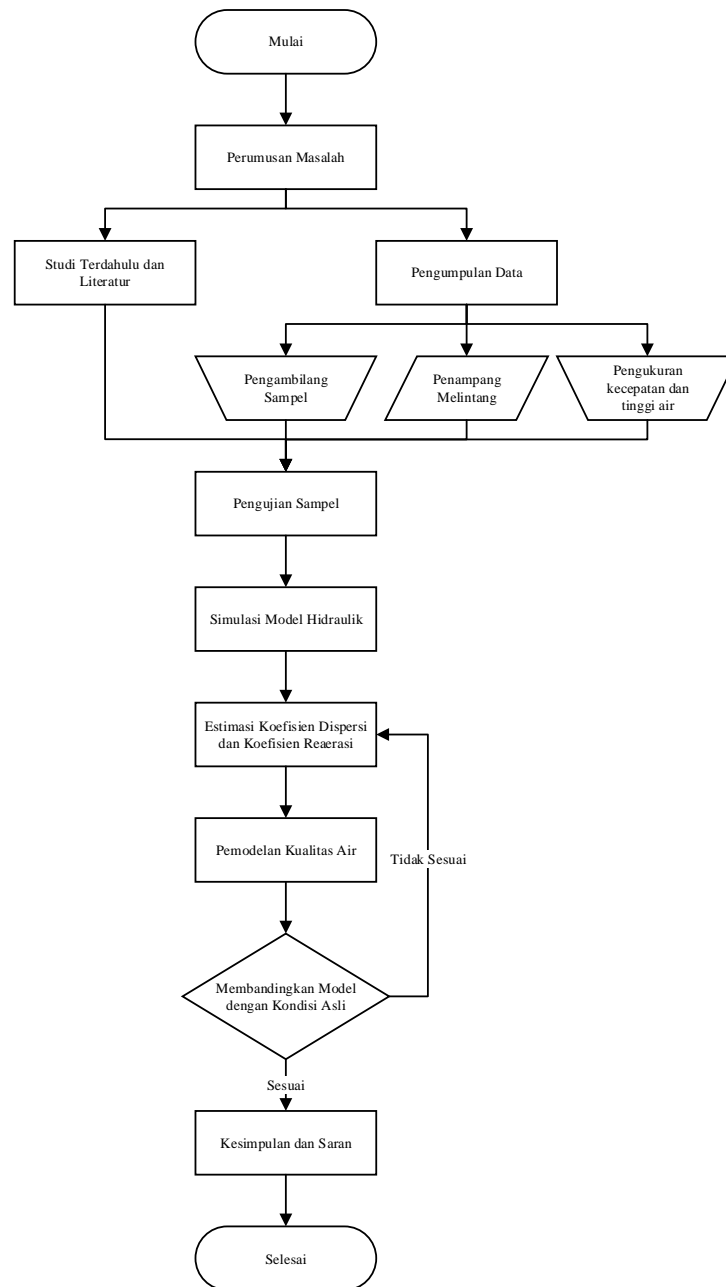 Mulai
Perumusan Masalah
Studi Terdahulu dan
Literatur
Pengumpulan Data
Pengambilang
Sampel
Penampang
Melintang
Pengukuran
kecepatan dan
tinggi air
Pengujian Sampel
Simulasi Model Hidraulik
Estimasi Koefisien Dispersi
dan Koefisien Reaerasi
Pemodelan Kualitas Air
Tidak Sesuai
Membandingkan Model
dengan Kondisi Asli
Sesuai
Kesimpulan dan Saran
Selesai